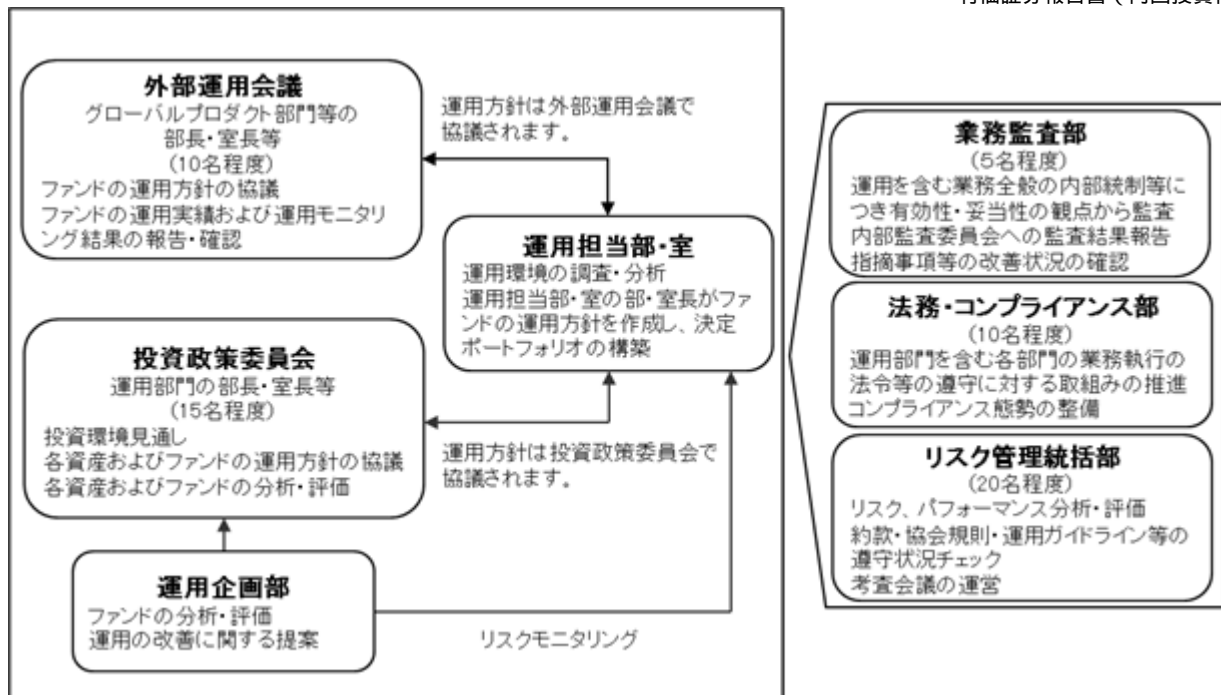 外部運用会議
グローバルプロダクト部門等の
部長・室長等
(10名程度)
ファンドの運用方針の協議
ファンドの運用実績および運用モニタリ
ング結果の報告・確認
運用方針は外部運用会議で
協議されます。
運用担当部・室
運用環境の調査・分析
運用担当部・室の部・室長がファ
ンドの運用方針を作成し、決定
ポートフォリオの構築
投資政策委員会
運用部門の部長・室長等
(15名程度)
投資環境見通し
各資産およびファンドの運用方針の協議
各資産およびファンドの分析・評価
運用方針は投資政策委員会で
協議されます。
運用企画部
ファンドの分析・評価
運用の改善に関する提案
リスクモニタリング
業務監査部
(5名程度)
運用を含む業務全般の内部統制等に
つき有効性・妥当性の観点から監査
内部監査委員会への監査結果報告
指摘事項等の改善状況の確認
法務・コンプライアンス部
(10名程度)
運用部門を含む各部門の業務執行の
法令等の遵守に対する取組みの推進
コンプライアンス態勢の整備
リスク管理統括部
(20名程度)
リスク、パフォーマンス分析・評価
約款・協会規則・運用ガイドライン等の
遵守状況チェック
考査会議の運営